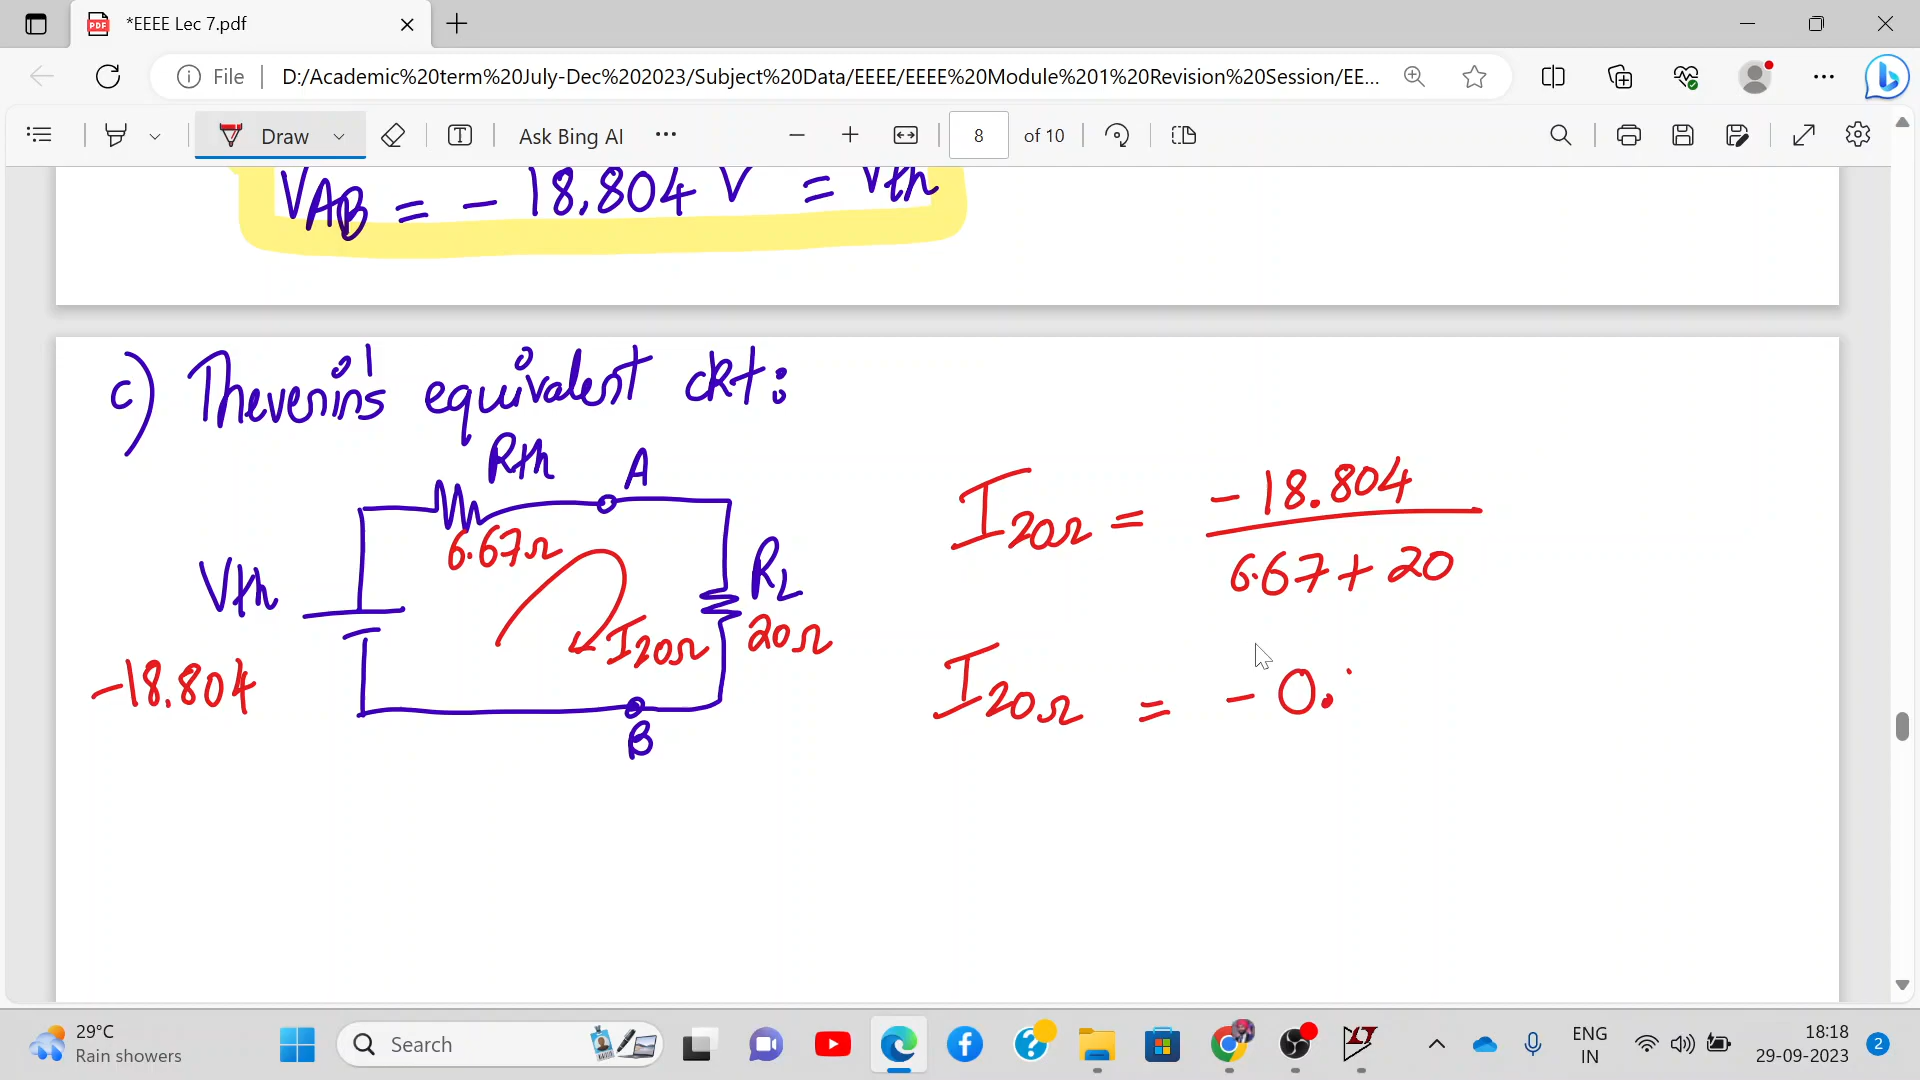 *EEEE Lec 7.pdf
File
D:/Academic%20term%20July-Dec%202023/Subject%20Data/EEEE/EEEE%20Module%201%20Revision%20Session/EE...
Draw
Ask Bing AI
8 of 10
VAB = - 18.804 V = Vth
c) Thevenin's equivalent ckt:
Rth
A
6.67Ω
Vth
RL
20Ω
I20Ω
-18.804
B
I20Ω = - 18.804
6.67 + 20
I20Ω = - 0.
29°C
Rain showers
Search
ENG
IN
18:18
29-09-2023
2